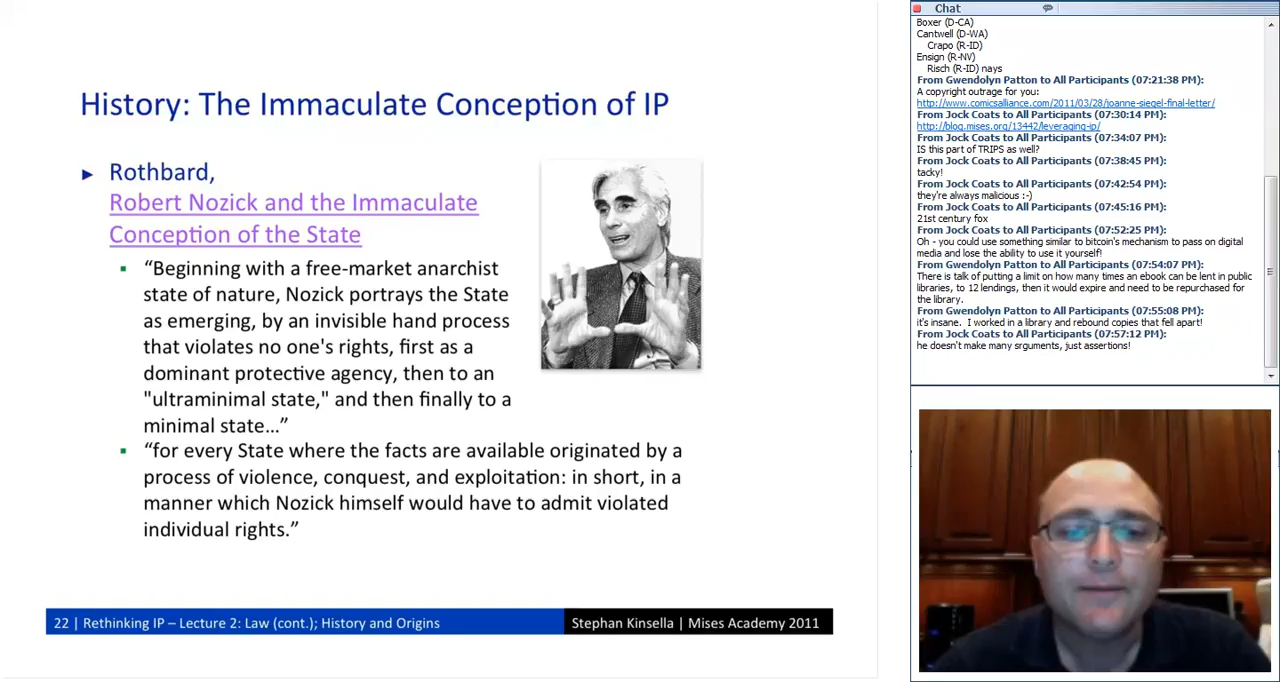 History: The Immaculate Conception of IP
► Rothbard,
Robert Nozick and the Immaculate
Conception of the State
▪ “Beginning with a free-market anarchist
state of nature, Nozick portrays the State
as emerging, by an invisible hand process
that violates no one's rights, first as a
dominant protective agency, then to an
"ultraminimal state," and then finally to a
minimal state…”
▪ “for every State where the facts are available originated by a
process of violence, conquest, and exploitation: in short, in a
manner which Nozick himself would have to admit violated
individual rights.”
22 | Rethinking IP – Lecture 2: Law (cont.); History and Origins
Stephan Kinsella | Mises Academy 2011
Chat
Boxer (D-CA)
Cantwell (D-WA)
Crapo (R-ID)
Ensign (R-NV)
Risch (R-ID) nays
From Gwendolyn Patton to All Participants (07:21:38 PM):
A copyright outrage for you:
http://www.comicsalliance.com/2011/03/28/joanne-siegel-final-letter/
From Jock Coats to All Participants (07:30:14 PM):
http://blog.mises.org/13442/leveraging-ip/
From Jock Coats to All Participants (07:34:07 PM):
IS this part of TRIPS as well?
From Jock Coats to All Participants (07:38:45 PM):
tacky!
From Jock Coats to All Participants (07:42:54 PM):
they're always malicious :-)
From Jock Coats to All Participants (07:45:16 PM):
21st century fox
From Jock Coats to All Participants (07:52:25 PM):
Oh - you could use something similar to bitcoin's mechanism to pass on digital
media and lose the ability to use it yourself!
From Gwendolyn Patton to All Participants (07:54:07 PM):
There is talk of putting a limit on how many times an ebook can be lent in public
libraries, to 12 lendings, then it would expire and need to be repurchased for
the library.
From Gwendolyn Patton to All Participants (07:55:08 PM):
it's insane.  I worked in a library and rebound copies that fell apart!
From Jock Coats to All Participants (07:57:12 PM):
he doesn't make many srguments, just assertions!